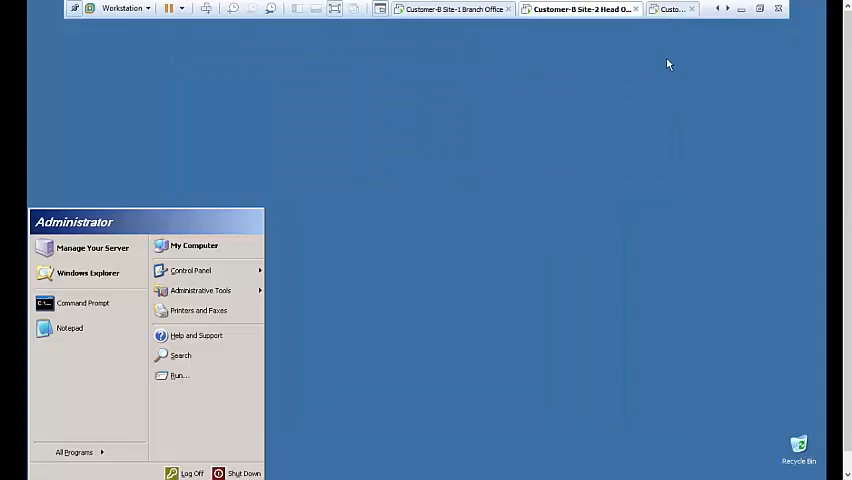 Workstation
Customer-B Site-1 Branch Office
Customer-B Site-2 Head O...
Custo...
Administrator
Manage Your Server
My Computer
Windows Explorer
Control Panel
Command Prompt
Administrative Tools
Notepad
Printers and Faxes
Help and Support
Search
Run...
All Programs
Log Off
Shut Down
Recycle Bin